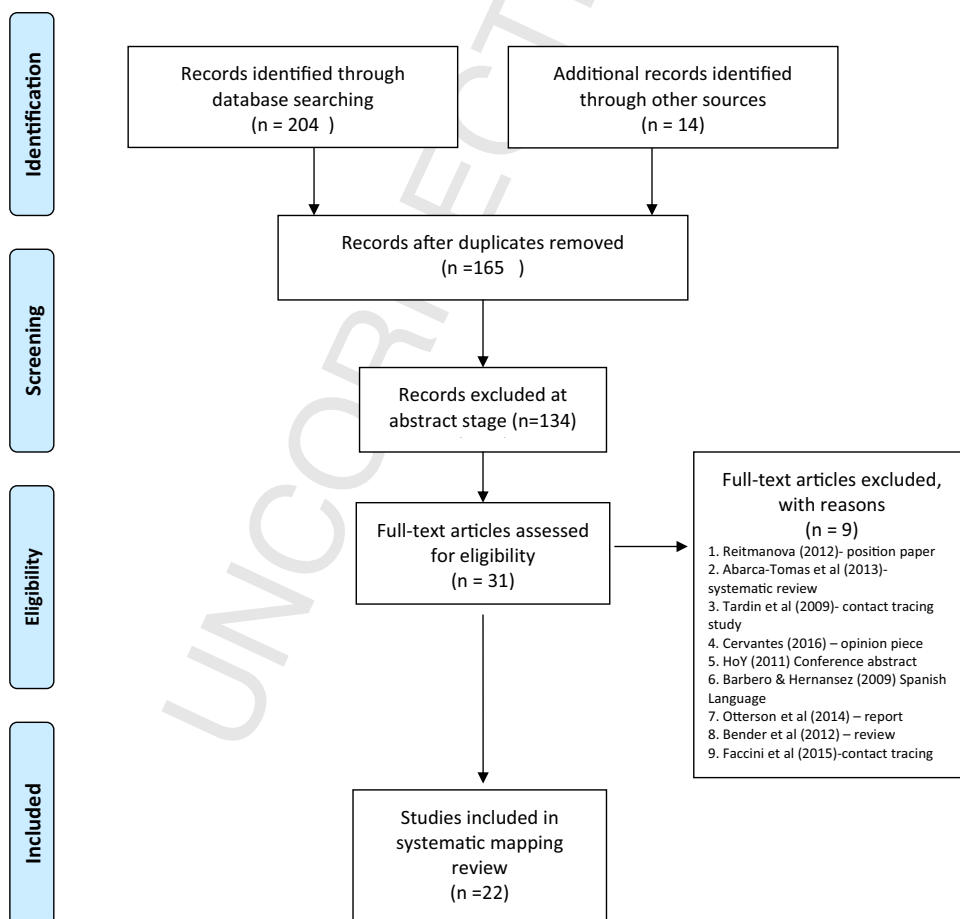 Identification
Records identified through
database searching
(n = 204 )
Additional records identified
through other sources
(n = 14)
Records after duplicates removed
(n =165 )
Screening
Records excluded at
abstract stage (n=134)
Eligibility
Full-text articles assessed
for eligibility
(n = 31)
Full-text articles excluded,
with reasons
(n = 9)
1. Reitmanova (2012)- position paper
2. Abarca-Tomas et al (2013)-
systematic review
3. Tardin et al (2009)- contact tracing
study
4. Cervantes (2016) – opinion piece
5. HoY (2011) Conference abstract
6. Barbero & Hernansez (2009) Spanish
Language
7. Otterson et al (2014) – report
8. Bender et al (2012) – review
9. Faccini et al (2015)-contact tracing
Included
Studies included in
systematic mapping
review
(n =22)